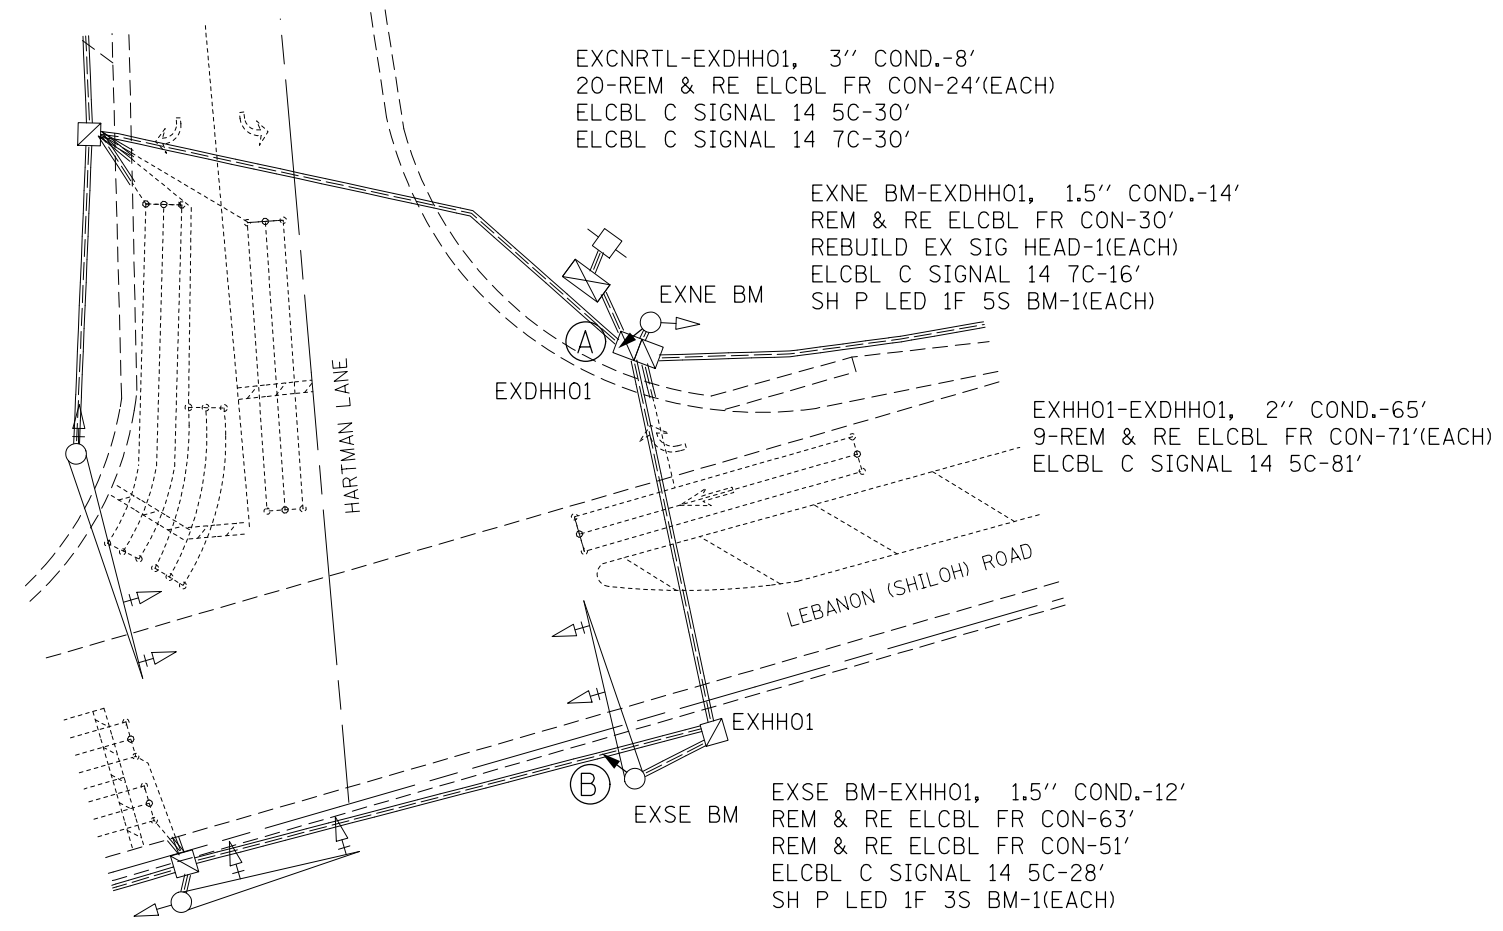 EXCNRTL-EXDHH01, 3'' COND.-8'
20-REM & RE ELCBL FR CON-24'(EACH)
ELCBL C SIGNAL 14 5C-30'
ELCBL C SIGNAL 14 7C-30'
EXNE BM-EXDHH01, 1.5'' COND.-14'
REM & RE ELCBL FR CON-30'
REBUILD EX SIG HEAD-1(EACH)
ELCBL C SIGNAL 14 7C-16'
SH P LED 1F 5S BM-1(EACH)
EXNE BM
A
EXDHH01
HARTMAN LANE
EXHH01-EXDHH01, 2'' COND.-65'
9-REM & RE ELCBL FR CON-71'(EACH)
ELCBL C SIGNAL 14 5C-81'
LEBANON (SHILOH) ROAD
EXHH01
B
EXSE BM
EXSE BM-EXHH01, 1.5'' COND.-12'
REM & RE ELCBL FR CON-63'
REM & RE ELCBL FR CON-51'
ELCBL C SIGNAL 14 5C-28'
SH P LED 1F 3S BM-1(EACH)